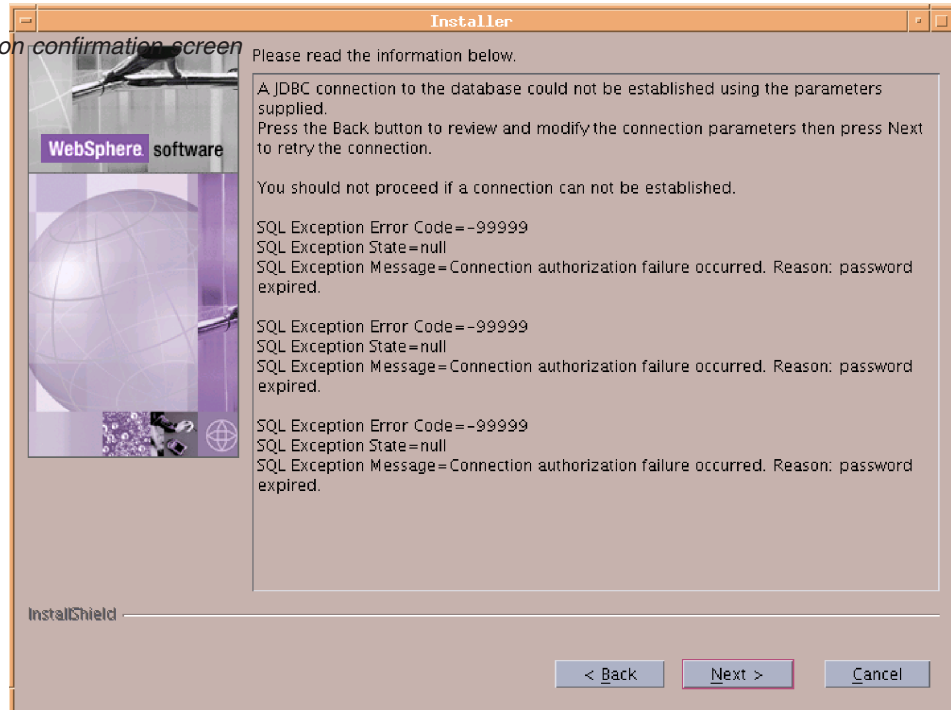 Installer
on confirmation screen
WebSphere software
Please read the information below.
A JDBC connection to the database could not be established using the parameters
supplied.
Press the Back button to review and modify the connection parameters then press Next
to retry the connection.
You should not proceed if a connection can not be established.
SQL Exception Error Code=-99999
SQL Exception State=null
SQL Exception Message=Connection authorization failure occurred. Reason: password
expired.
SQL Exception Error Code=-99999
SQL Exception State=null
SQL Exception Message=Connection authorization failure occurred. Reason: password
expired.
SQL Exception Error Code=-99999
SQL Exception State=null
SQL Exception Message=Connection authorization failure occurred. Reason: password
expired.
InstallShield
< Back
Next >
Cancel